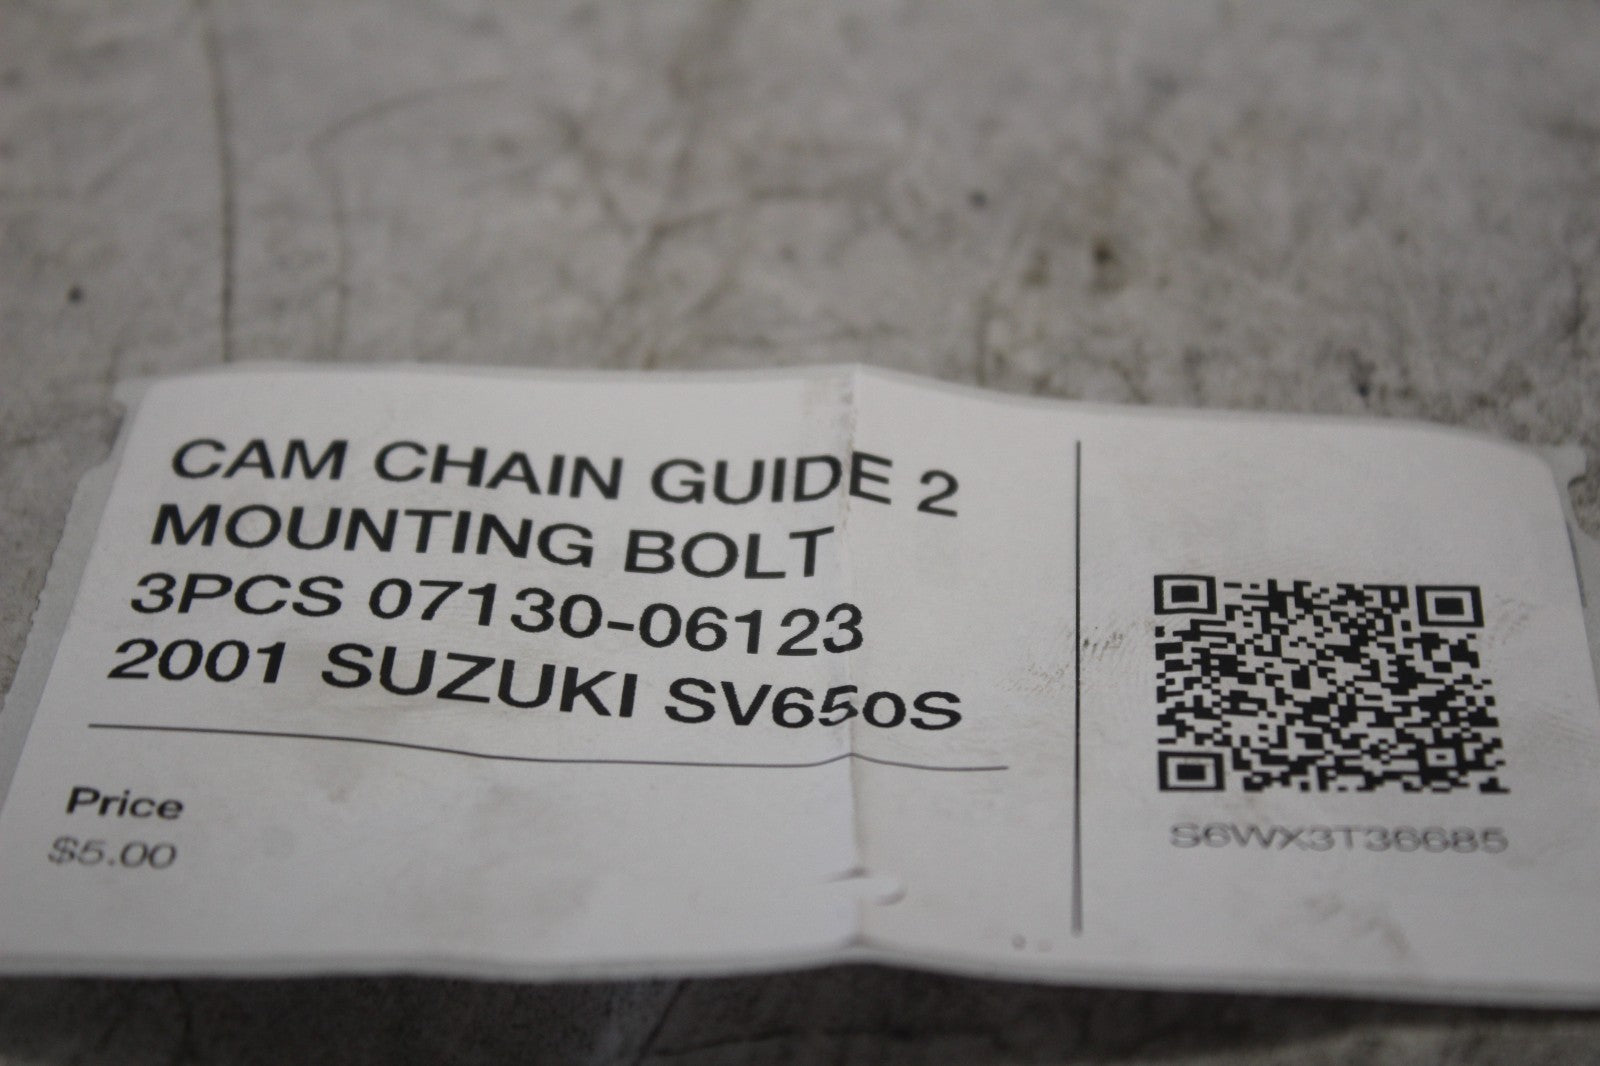 CAM CHAIN GUIDE 2
MOUNTING BOLT
3PCS 07130-06123
2001 SUZUKI SV650S
Price
$5.00
S6WX3T36685